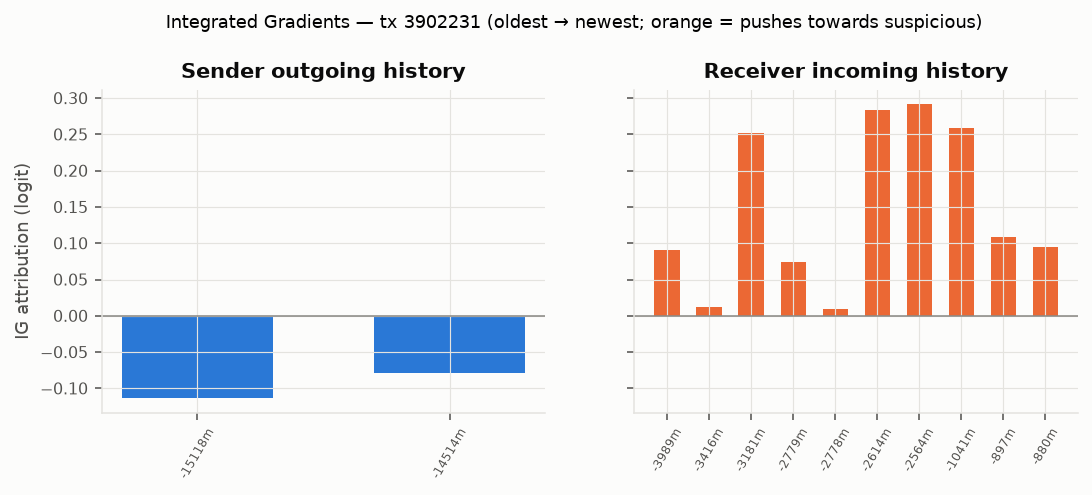 Integrated Gradients — tx 3902231 (oldest → newest; orange = pushes towards suspicious)
Sender outgoing history
Receiver incoming history
IG attribution (logit)
0.30
0.25
0.20
0.15
0.10
0.05
0.00
−0.05
−0.10
-15118m
-14514m
-3989m
-3416m
-3181m
-2779m
-2778m
-2614m
-2564m
-1041m
-897m
-880m